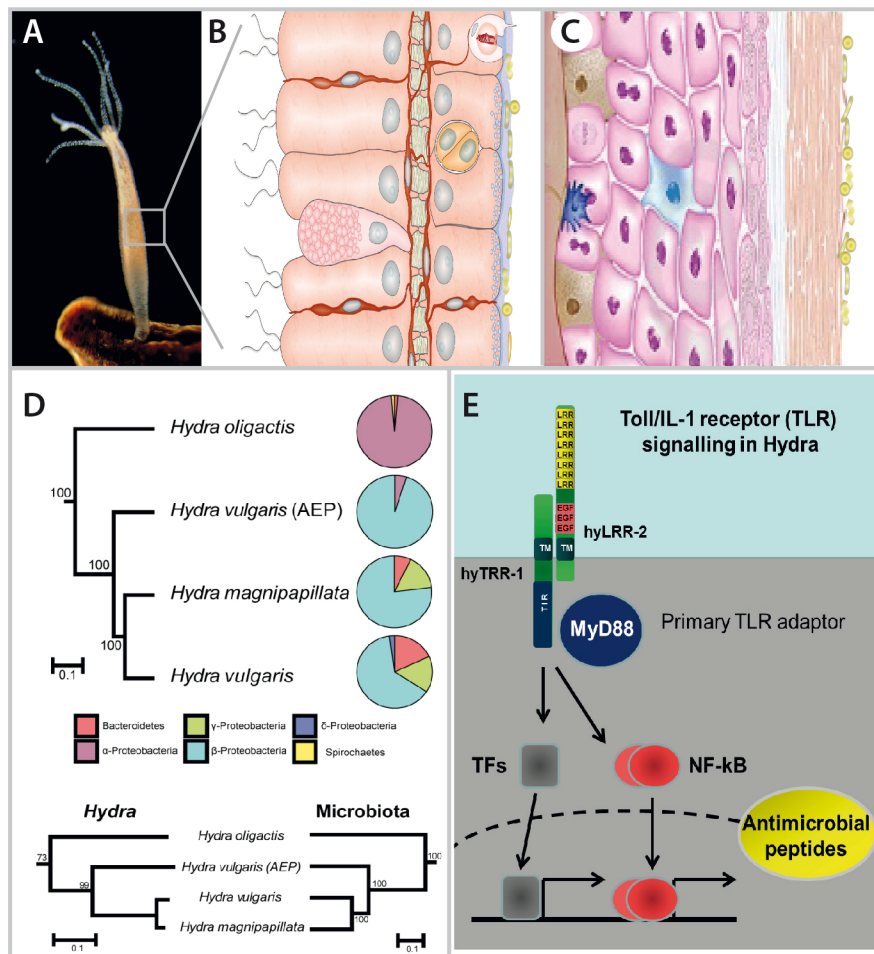 A
B
C
D
Hydra oligactis
100
Hydra vulgaris (AEP)
100
Hydra magnipapillata
100
Hydra vulgaris
0.1
Bacteroidetes
γ-Proteobacteria
δ-Proteobacteria
α-Proteobacteria
β-Proteobacteria
Spirochaetes
Hydra
Microbiota
Hydra oligactis
73
100
Hydra vulgaris (AEP)
99
100
Hydra vulgaris
100
Hydra magnipapillata
0.1
0.1
E
Toll/IL-1 receptor (TLR)
signalling in Hydra
LRR
LRR
LRR
LRR
LRR
LRR
LRR
LRR
EGF
EGF
EGF
hyLRR-2
TM
TM
hyTRR-1
TIR
MyD88
Primary TLR adaptor
TFs
NF-kB
Antimicrobial
peptides